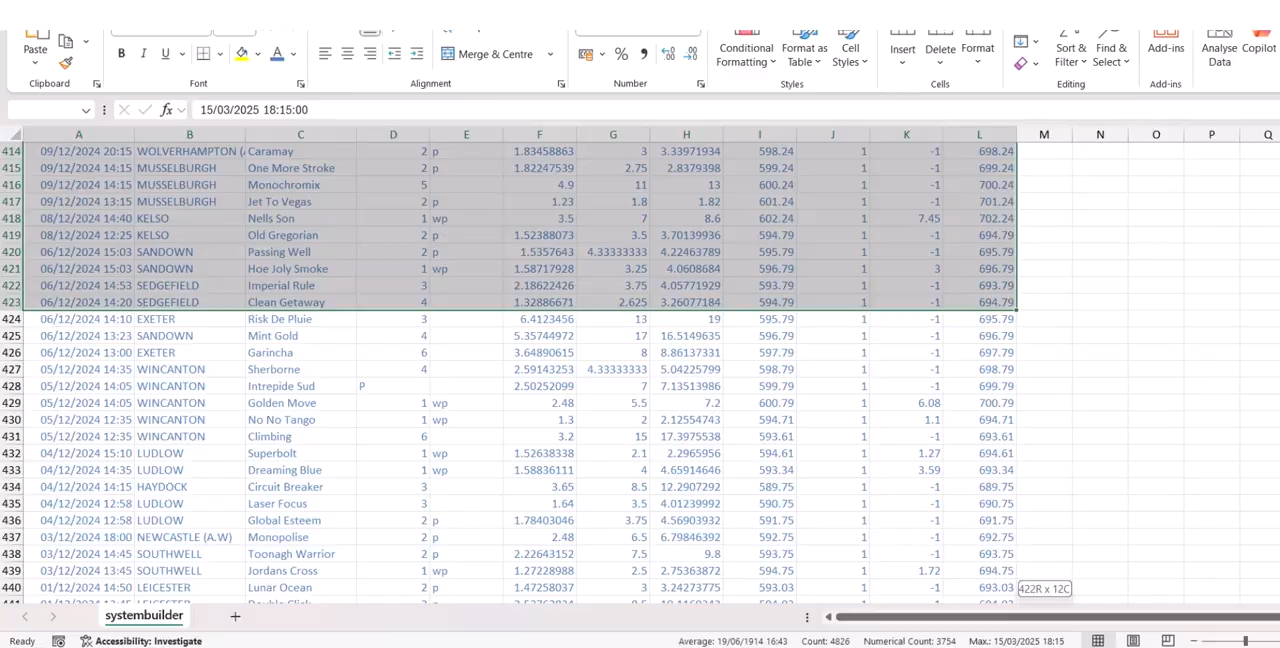 Paste B I U Merge & Centre % Conditional Format as Cell Insert Delete Format Sort & Find & Add-ins Analyse Copilot
Formatting Table Styles Filter Select Data
Clipboard Font Alignment Number Styles Cells Editing Add-ins
fx 15/03/2025 18:15:00
A B C D E F G H I J K L M N O P Q
414 09/12/2024 20:15 WOLVERHAMPTON (A Caramay 2 p 1.83458863 3 3.33971934 598.24 1 -1 698.24
415 09/12/2024 14:15 MUSSELBURGH One More Stroke 2 p 1.82247539 2.75 2.8379398 599.24 1 -1 699.24
416 09/12/2024 14:15 MUSSELBURGH Monochromix 5 4.9 11 13 600.24 1 -1 700.24
417 09/12/2024 13:15 MUSSELBURGH Jet To Vegas 2 p 1.23 1.8 1.82 601.24 1 -1 701.24
418 08/12/2024 14:40 KELSO Nells Son 1 wp 3.5 7 8.6 602.24 1 7.45 702.24
419 08/12/2024 12:25 KELSO Old Gregorian 2 p 1.52388073 3.5 3.70139936 594.79 1 -1 694.79
420 06/12/2024 15:03 SANDOWN Passing Well 2 p 1.5357643 4.33333333 4.22463789 595.79 1 -1 695.79
421 06/12/2024 15:03 SANDOWN Hoe Joly Smoke 1 wp 1.58717928 3.25 4.0608684 596.79 1 3 696.79
422 06/12/2024 14:53 SEDGEFIELD Imperial Rule 3 2.18622426 3.75 4.05771929 593.79 1 -1 693.79
423 06/12/2024 14:20 SEDGEFIELD Clean Getaway 4 1.32886671 2.625 3.26077184 594.79 1 -1 694.79
424 06/12/2024 14:10 EXETER Risk De Pluie 3 6.4123456 13 19 595.79 1 -1 695.79
425 06/12/2024 13:23 SANDOWN Mint Gold 4 5.35744972 17 16.5149635 596.79 1 -1 696.79
426 06/12/2024 13:00 EXETER Garincha 6 3.64890615 8 8.86137331 597.79 1 -1 697.79
427 05/12/2024 14:35 WINCANTON Sherborne 4 2.59143253 4.33333333 5.04225799 598.79 1 -1 698.79
428 05/12/2024 14:05 WINCANTON Intrepide Sud P 2.50252099 7 7.13513986 599.79 1 -1 699.79
429 05/12/2024 14:05 WINCANTON Golden Move 1 wp 2.48 5.5 7.2 600.79 1 6.08 700.79
430 05/12/2024 12:35 WINCANTON No No Tango 1 wp 1.3 2 2.12554743 594.71 1 1.1 694.71
431 05/12/2024 12:35 WINCANTON Climbing 6 3.2 15 17.3975538 593.61 1 -1 693.61
432 04/12/2024 15:10 LUDLOW Superbolt 1 wp 1.52638338 2.1 2.2965956 594.61 1 1.27 694.61
433 04/12/2024 14:35 LUDLOW Dreaming Blue 1 wp 1.58836111 4 4.65914646 593.34 1 3.59 693.34
434 04/12/2024 14:15 HAYDOCK Circuit Breaker 3 3.65 8.5 12.2907292 589.75 1 -1 689.75
435 04/12/2024 12:58 LUDLOW Laser Focus 3 1.64 3.5 4.01239992 590.75 1 -1 690.75
436 04/12/2024 12:58 LUDLOW Global Esteem 2 p 1.78403046 3.75 4.56903932 591.75 1 -1 691.75
437 03/12/2024 18:00 NEWCASTLE (A.W) Monopolise 2 p 2.48 6.5 6.79846392 592.75 1 -1 692.75
438 03/12/2024 14:45 SOUTHWELL Toonagh Warrior 2 p 2.22643152 7.5 9.8 593.75 1 -1 693.75
439 03/12/2024 13:45 SOUTHWELL Jordans Cross 1 wp 1.27228988 2.5 2.75363872 594.75 1 1.72 694.75
440 01/12/2024 14:50 LEICESTER Lunar Ocean 2 p 1.47258037 3 3.24273775 593.03 1 -1 693.03 422R x 12C
systembuilder
Ready Accessibility: Investigate Average: 19/06/1914 16:43 Count: 4826 Numerical Count: 3754 Max.: 15/03/2025 18:15